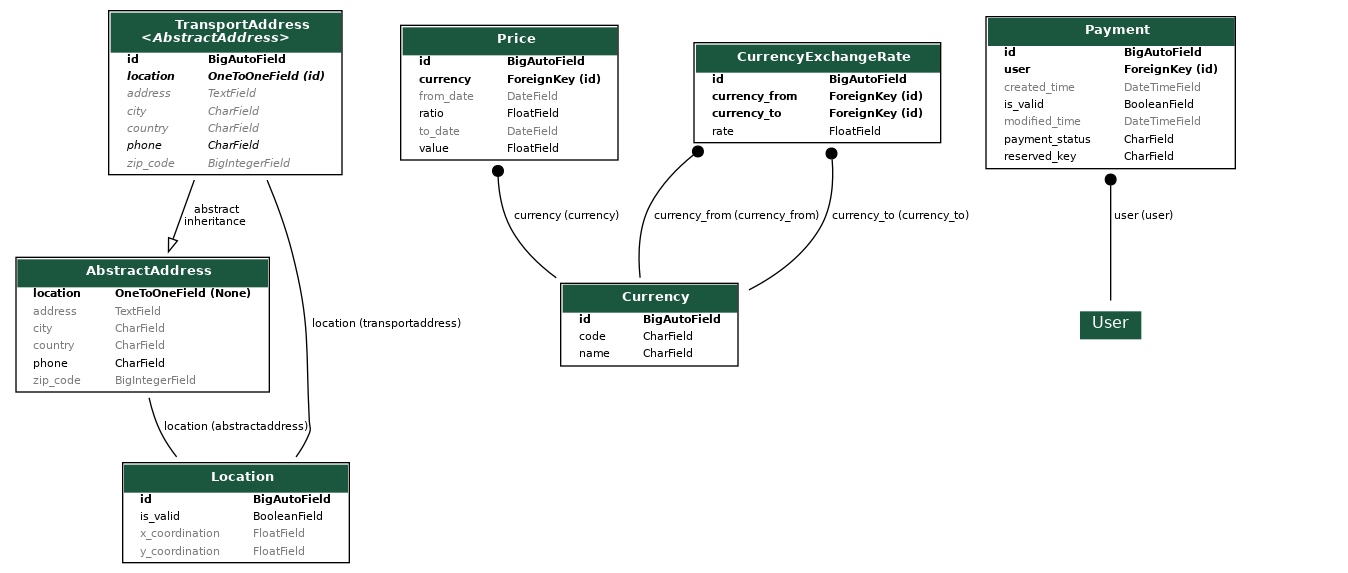 TransportAddress
<AbstractAddress>
id BigAutoField
location OneToOneField (id)
address TextField
city CharField
country CharField
phone CharField
zip_code BigIntegerField
Price
id BigAutoField
currency ForeignKey (id)
from_date DateField
ratio FloatField
to_date DateField
value FloatField
CurrencyExchangeRate
id BigAutoField
currency_from ForeignKey (id)
currency_to ForeignKey (id)
rate FloatField
Payment
id BigAutoField
user ForeignKey (id)
created_time DateTimeField
is_valid BooleanField
modified_time DateTimeField
payment_status CharField
reserved_key CharField
abstract
inheritance
currency (currency)
currency_from (currency_from)
currency_to (currency_to)
user (user)
AbstractAddress
location OneToOneField (None)
address TextField
city CharField
country CharField
phone CharField
zip_code BigIntegerField
location (transportaddress)
Currency
id BigAutoField
code CharField
name CharField
User
location (abstractaddress)
Location
id BigAutoField
is_valid BooleanField
x_coordination FloatField
y_coordination FloatField